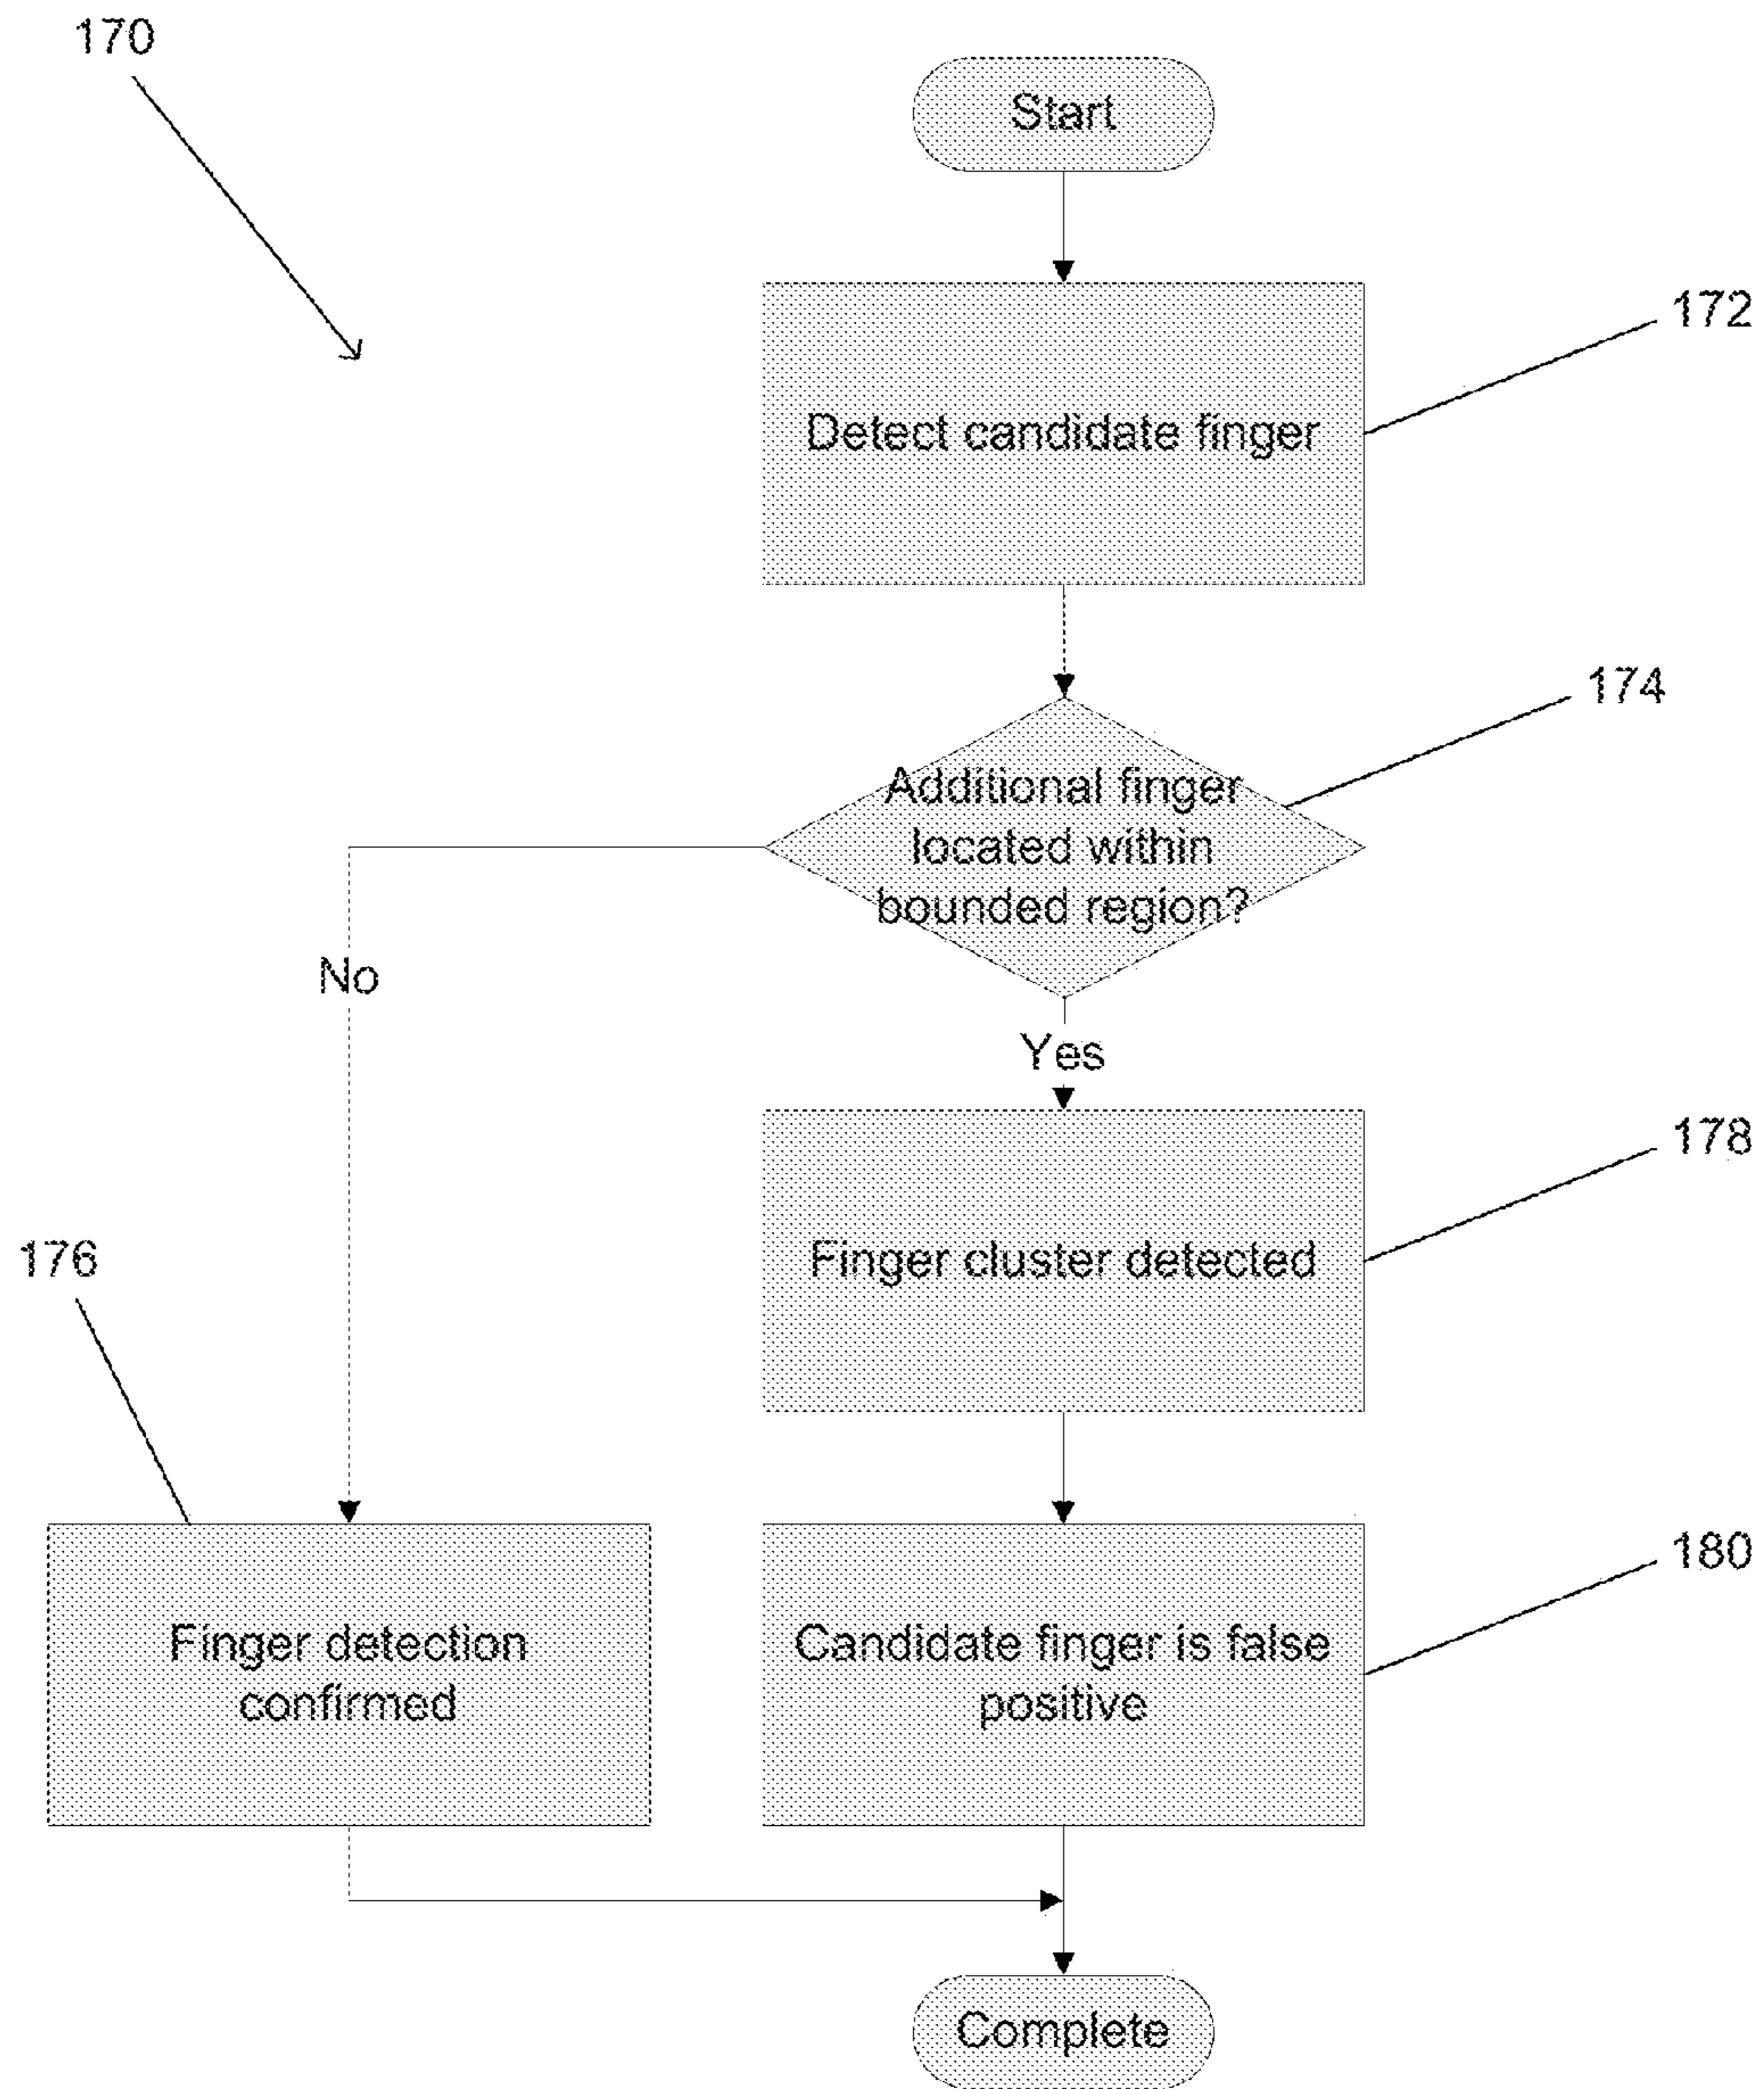 170
Start
172
Detect candidate finger
174
Additional finger
located within
bounded region?
No
Yes
178
Finger cluster detected
176
180
Finger detection
confirmed
Candidate finger is false
positive
Complete